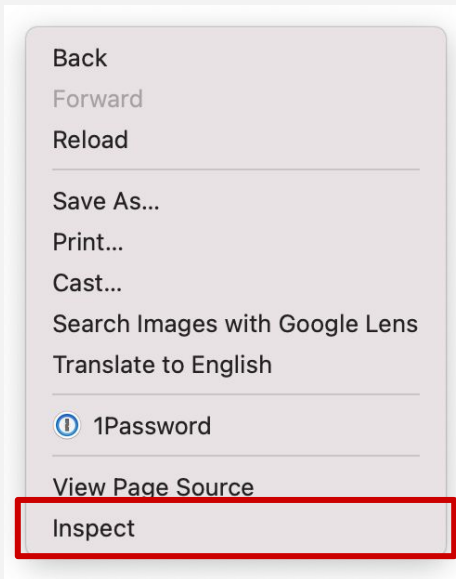 Back
Forward
Reload
Save As...
Print...
Cast...
Search Images with Google Lens
Translate to English
1Password
View Page Source
Inspect